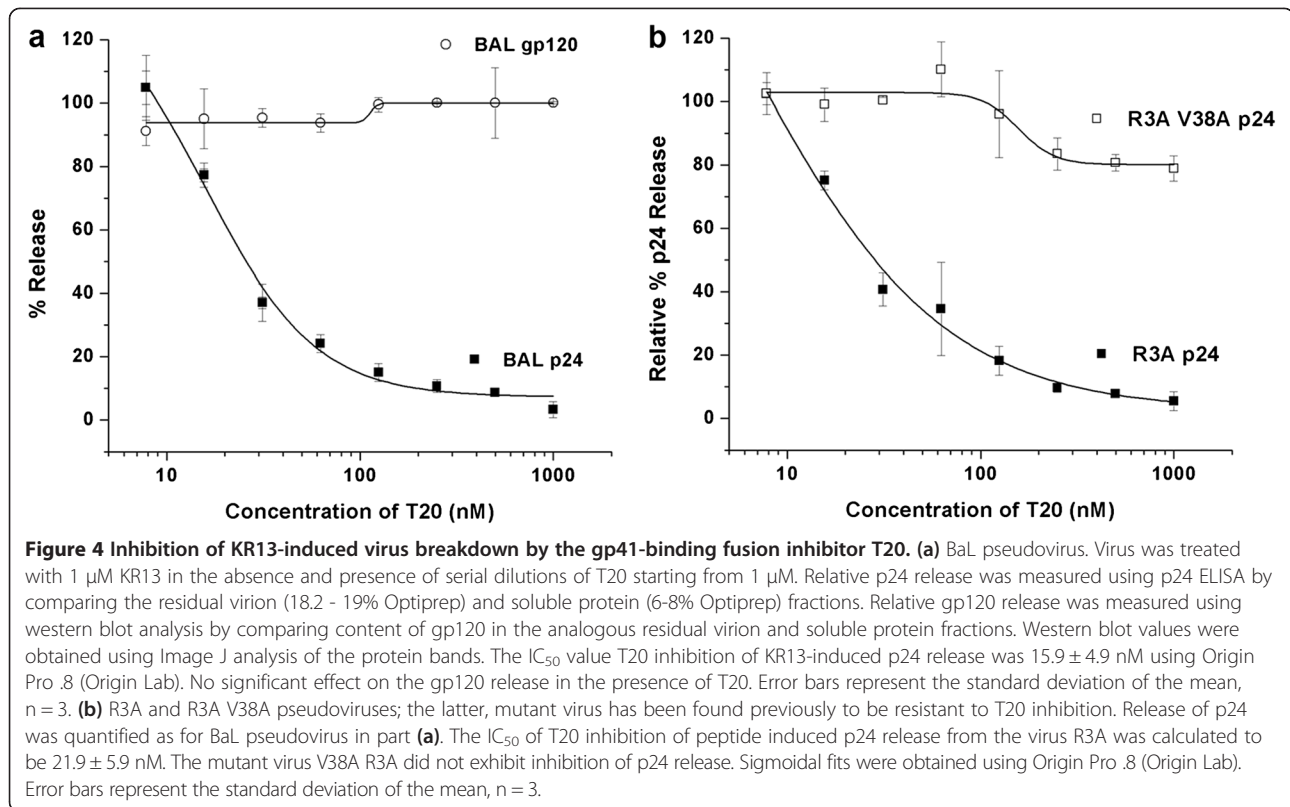 a
b
120
100
80
60
40
20
0
% Release
10
100
1000
Concentration of T20 (nM)
BAL gp120
BAL p24
120
100
80
60
40
20
0
Relative % p24 Release
10
100
1000
Concentration of T20 (nM)
R3A V38A p24
R3A p24
Figure 4 Inhibition of KR13-induced virus breakdown by the gp41-binding fusion inhibitor T20. (a) BaL pseudovirus. Virus was treated
with 1 μM KR13 in the absence and presence of serial dilutions of T20 starting from 1 μM. Relative p24 release was measured using p24 ELISA by
comparing the residual virion (18.2 - 19% Optiprep) and soluble protein (6-8% Optiprep) fractions. Relative gp120 release was measured using
western blot analysis by comparing content of gp120 in the analogous residual virion and soluble protein fractions. Western blot values were
obtained using Image J analysis of the protein bands. The IC50 value T20 inhibition of KR13-induced p24 release was 15.9 ± 4.9 nM using Origin
Pro .8 (Origin Lab). No significant effect on the gp120 release in the presence of T20. Error bars represent the standard deviation of the mean,
n = 3. (b) R3A and R3A V38A pseudoviruses; the latter, mutant virus has been found previously to be resistant to T20 inhibition. Release of p24
was quantified as for BaL pseudovirus in part (a). The IC50 of T20 inhibition of peptide induced p24 release from the virus R3A was calculated to
be 21.9 ± 5.9 nM. The mutant virus V38A R3A did not exhibit inhibition of p24 release. Sigmoidal fits were obtained using Origin Pro .8 (Origin Lab).
Error bars represent the standard deviation of the mean, n = 3.